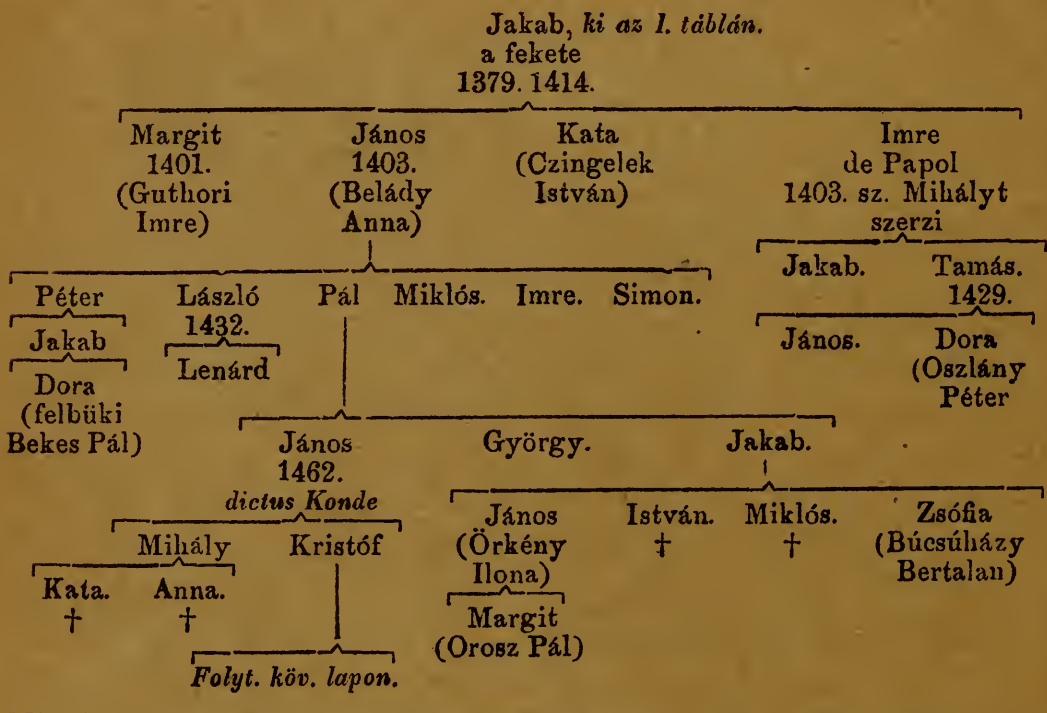 Jakab, ki az 1. táblán.
a fekete
1379. 1414.
Margit János Kata Imre
1401. 1403. (Czingelek de Papol
(Guthori (Belády István) 1403. sz. Mihályt
Imre) Anna) szerzi
Jakab. Tamás.
Péter László Pál Miklós. Imre. Simon. 1429.
1432.
Jakab János. Dora
Lenárd (Oszlány
Dora Péter
(felbüki
Bekes Pál)
János György. Jakab.
1462.
dictus Konde
János István. Miklós. Zsófia
(Örkény † † (Búcsúházy
Ilona) Bertalan)
Mihály Kristóf
Kata. Anna.
† †
Margit
(Orosz Pál)
Folyt. köv. lapon.